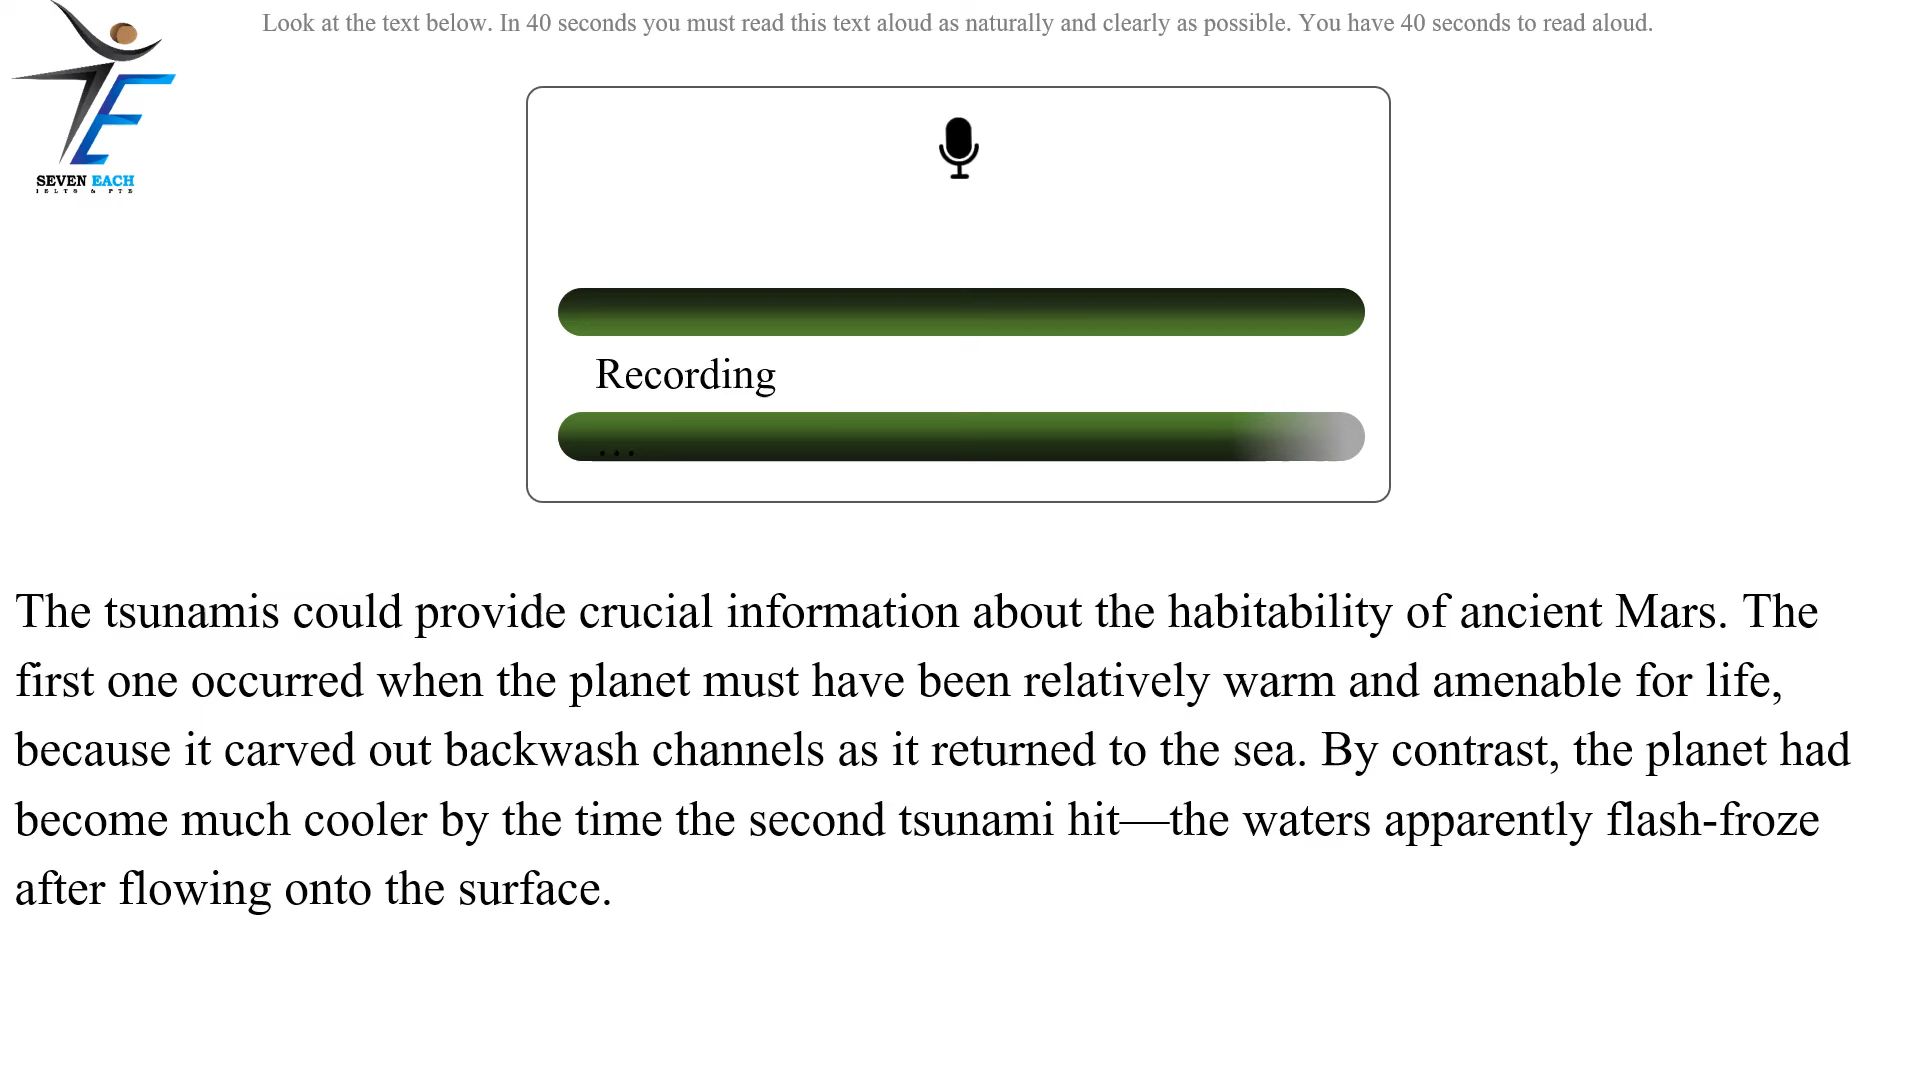 Look at the text below. In 40 seconds you must read this text aloud as naturally and clearly as possible. You have 40 seconds to read aloud.
SEVEN EACH
IELTS & PTE
Recording
...
The tsunamis could provide crucial information about the habitability of ancient Mars. The
first one occurred when the planet must have been relatively warm and amenable for life,
because it carved out backwash channels as it returned to the sea. By contrast, the planet had
become much cooler by the time the second tsunami hit—the waters apparently flash-froze
after flowing onto the surface.